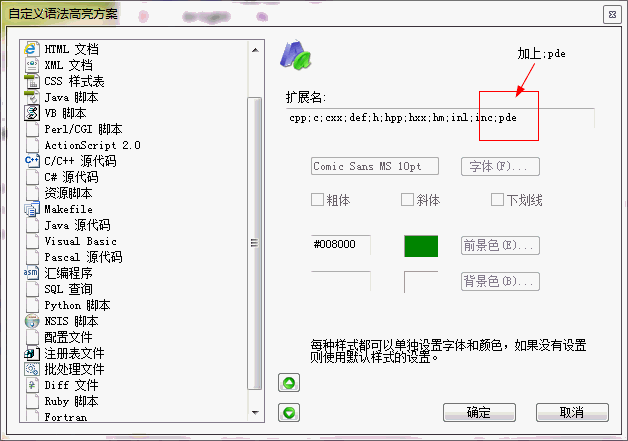 自定义语法高亮方案
HTML 文档
XML 文档
CSS 样式表
Java 脚本
VB 脚本
Perl/CGI 脚本
ActionScript 2.0
C/C++ 源代码
C# 源代码
资源脚本
Makefile
Java 源代码
Visual Basic
Pascal 源代码
asm 汇编程序
SQL 查询
Python 脚本
NSIS 脚本
配置文件
注册表文件
批处理文件
Diff 文件
Ruby 脚本
Fortran
加上;pde
扩展名:
cpp;c;cxx;def;h;hpp;hxx;hm;inl;inc;pde
Comic Sans MS 10pt
字体(F)...
粗体
斜体
下划线
#008000
前景色(E)...
背景色(B)...
每种样式都可以单独设置字体和颜色，如果没有设置
则使用默认样式的设置。
确定
取消